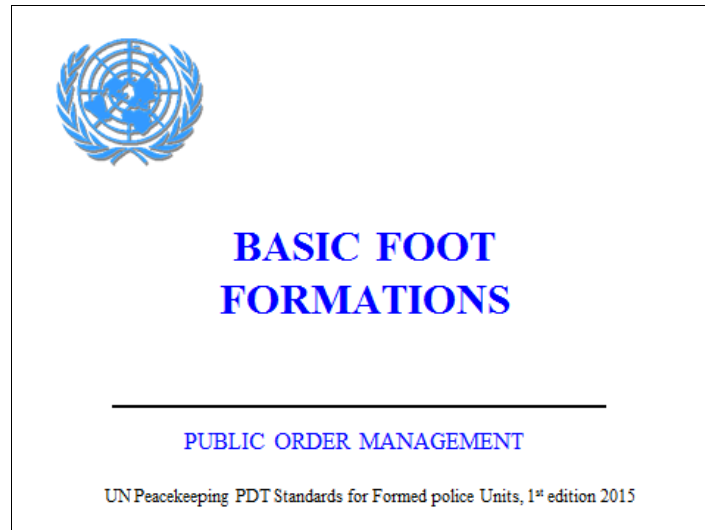 BASIC FOOT
FORMATIONS
PUBLIC ORDER MANAGEMENT
UN Peacekeeping PDT Standards for Formed police Units, 1st edition 2015